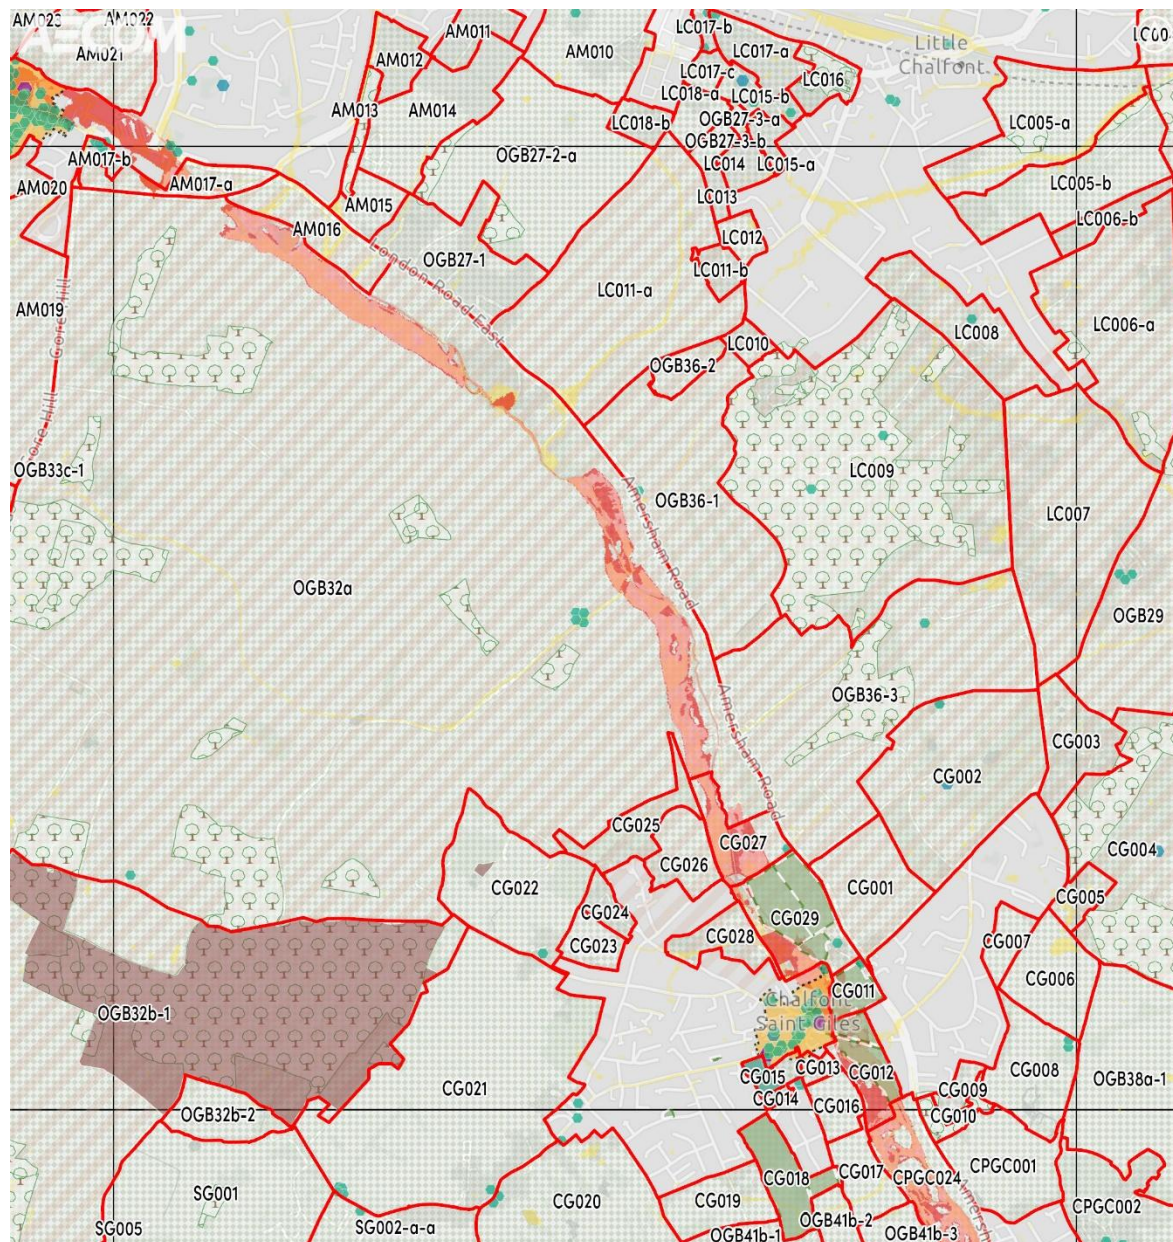 AM023
AM022
AECOM
AM021
AM011
AM012
AM010
LC017-b
LC017-a
Little
Chalfont
LC016
LC017-c
LC018-a
LC015-b
AM013
AM014
LC018-b
OGB27-3-a
OGB27-3-b
LC005-a
OGB27-2-a
LC014
LC015-a
AM017-b
AM020
AM017-a
LC005-b
AM015
LC013
LC006-b
AM016
LC012
London Road East
OGB27-1
LC011-b
LC011-a
AM019
Gore Hill
LC006-a
LC008
LC010
OGB36-2
Gore Hill
OGB33c-1
LC009
OGB36-1
LC007
Amersham Road
OGB32a
OGB29
OGB36-3
Amersham Road
CG003
CG002
CG025
CG027
CG004
CG026
CG022
CG001
CG005
CG024
CG029
CG028
CG023
CG007
CG006
CG011
Chalfont
Saint Giles
OGB32b-1
CG013
CG012
CG015
CG008
OGB38a-1
CG021
CG009
CG014
CG016
CG010
OGB32b-2
CPGC001
CG017
CPGC024
CG018
SG001
CG020
CG019
CPGC002
SG005
SG002-a-a
OGB41b-2
OGB41b-1
OGB41b-3